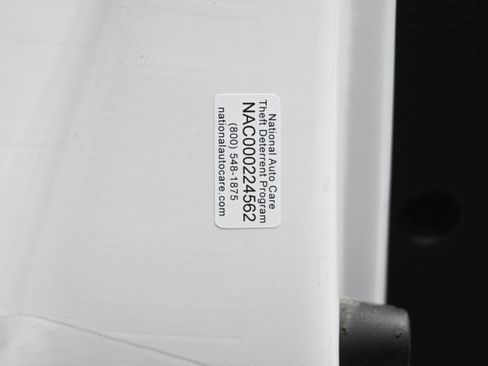 National Auto Care
Theft Deterrent Program
NAC000224562
(800) 548-1875
nationalautocare.com